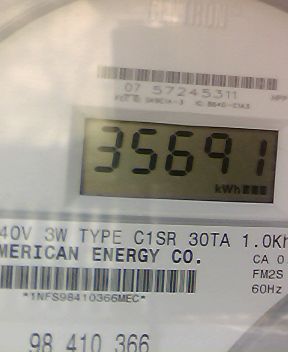 07 57245311
35691
kWh
40V 3W TYPE C1SR 30TA 1.0Kh
MERICAN ENERGY CO.
CA 0.
FM2S
*1NFS98410366MEC*
60Hz
98 410 366